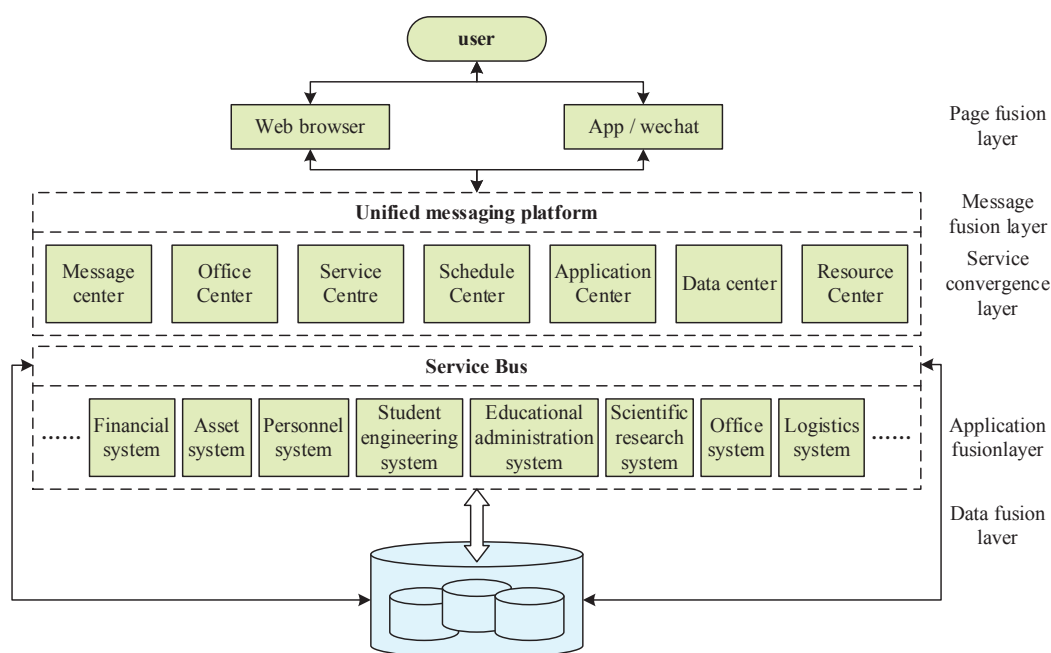 user
Web browser
App / wechat
Page fusion
layer
Unified messaging platform
Message
fusion layer
Message
center
Office
Center
Service
Centre
Schedule
Center
Application
Center
Data center
Resource
Center
Service
convergence
layer
Service Bus
......
Financial
system
Asset
system
Personnel
system
Student
engineering
system
Educational
administration
system
Scientific
research
system
Office
system
Logistics
system
......
Application
fusionlayer
Data fusion
laver